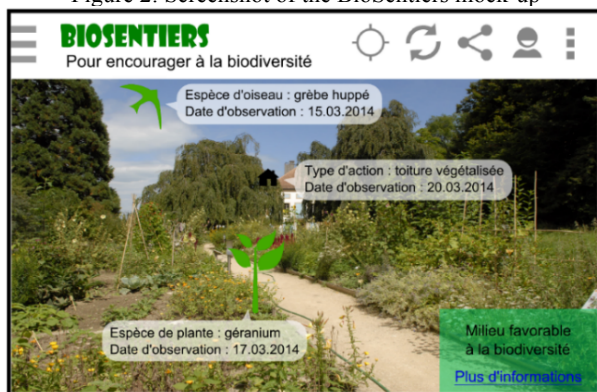 Figure 2. Screenshot of the BioSentiers mock-up
BIOSENTIERS
Pour encourager à la biodiversité
Espèce d'oiseau : grèbe huppé
Date d'observation : 15.03.2014
Type d'action : toiture végétalisée
Date d'observation : 20.03.2014
Espèce de plante : géranium
Date d'observation : 17.03.2014
Milieu favorable
à la biodiversité
Plus d'informations